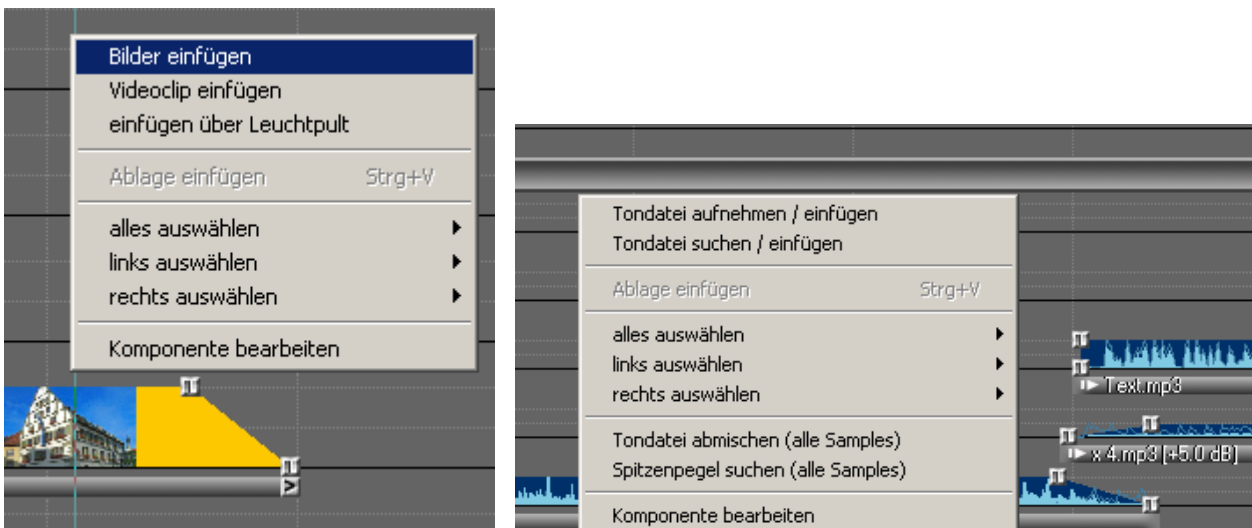 Bilder einfügen
Videoclip einfügen
einfügen über Leuchtpult
Ablage einfügen Strg+V
alles auswählen
links auswählen
rechts auswählen
Komponente bearbeiten
Tondatei aufnehmen / einfügen
Tondatei suchen / einfügen
Ablage einfügen Strg+V
alles auswählen
links auswählen
rechts auswählen
Tondatei abmischen (alle Samples)
Spitzenpegel suchen (alle Samples)
Komponente bearbeiten
Text.mp3
x 4.mp3 [+5.0 dB]